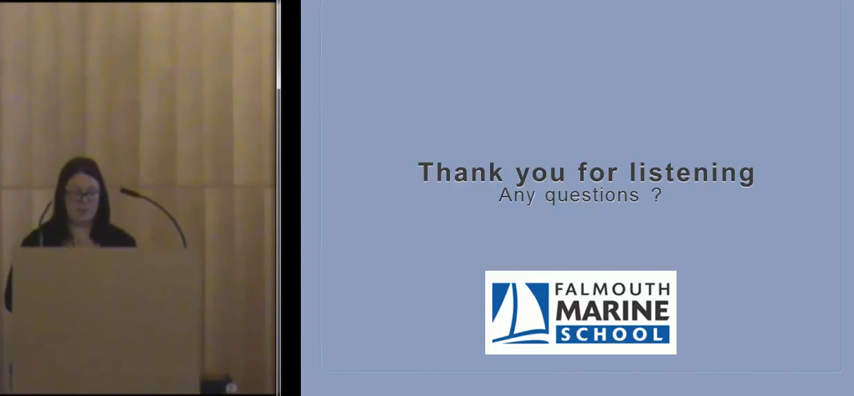 Thank you for listening
Any questions ?
FALMOUTH
MARINE
SCHOOL